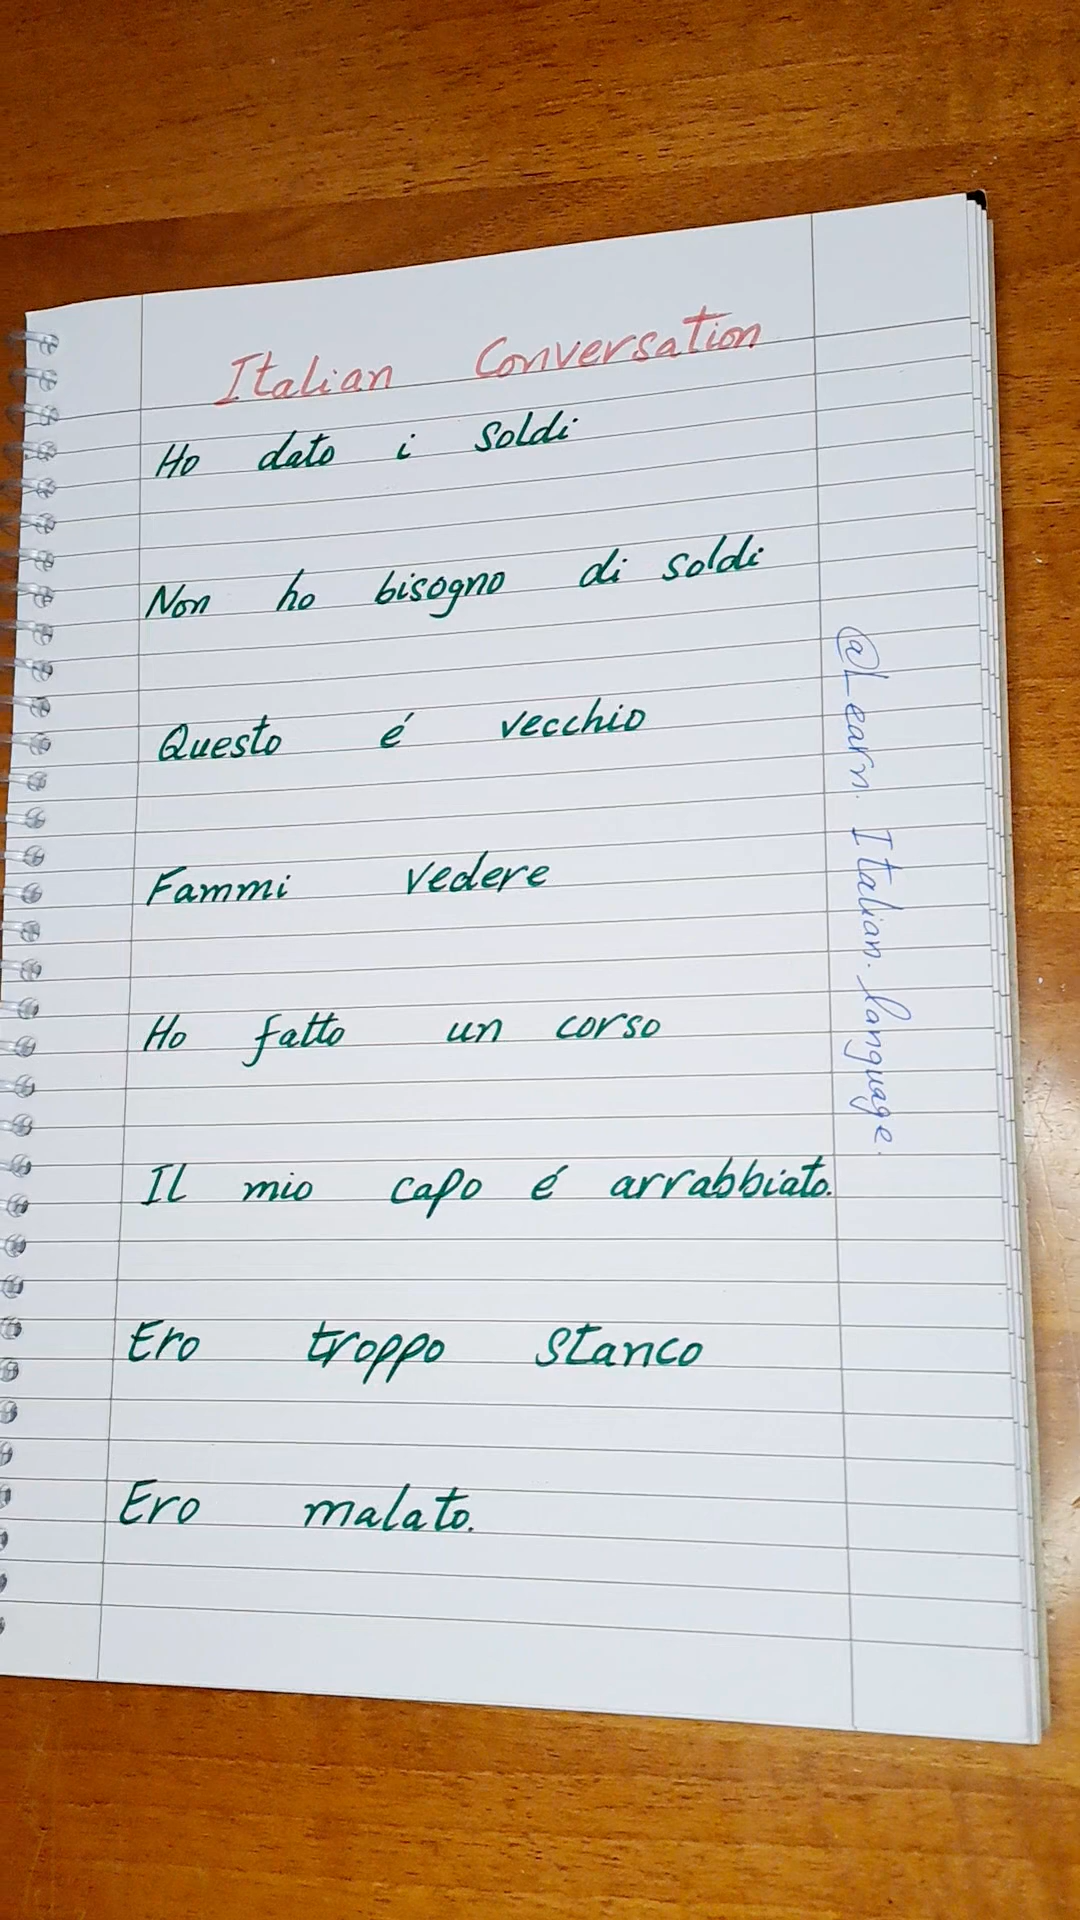 Italian Conversation
Ho dato i soldi
Non ho bisogno di soldi
Questo é vecchio
Fammi vedere
Ho fatto un corso
Il mio capo é arrabbiato.
Ero troppo stanco
Ero malato.
@Learn.Italian.language.